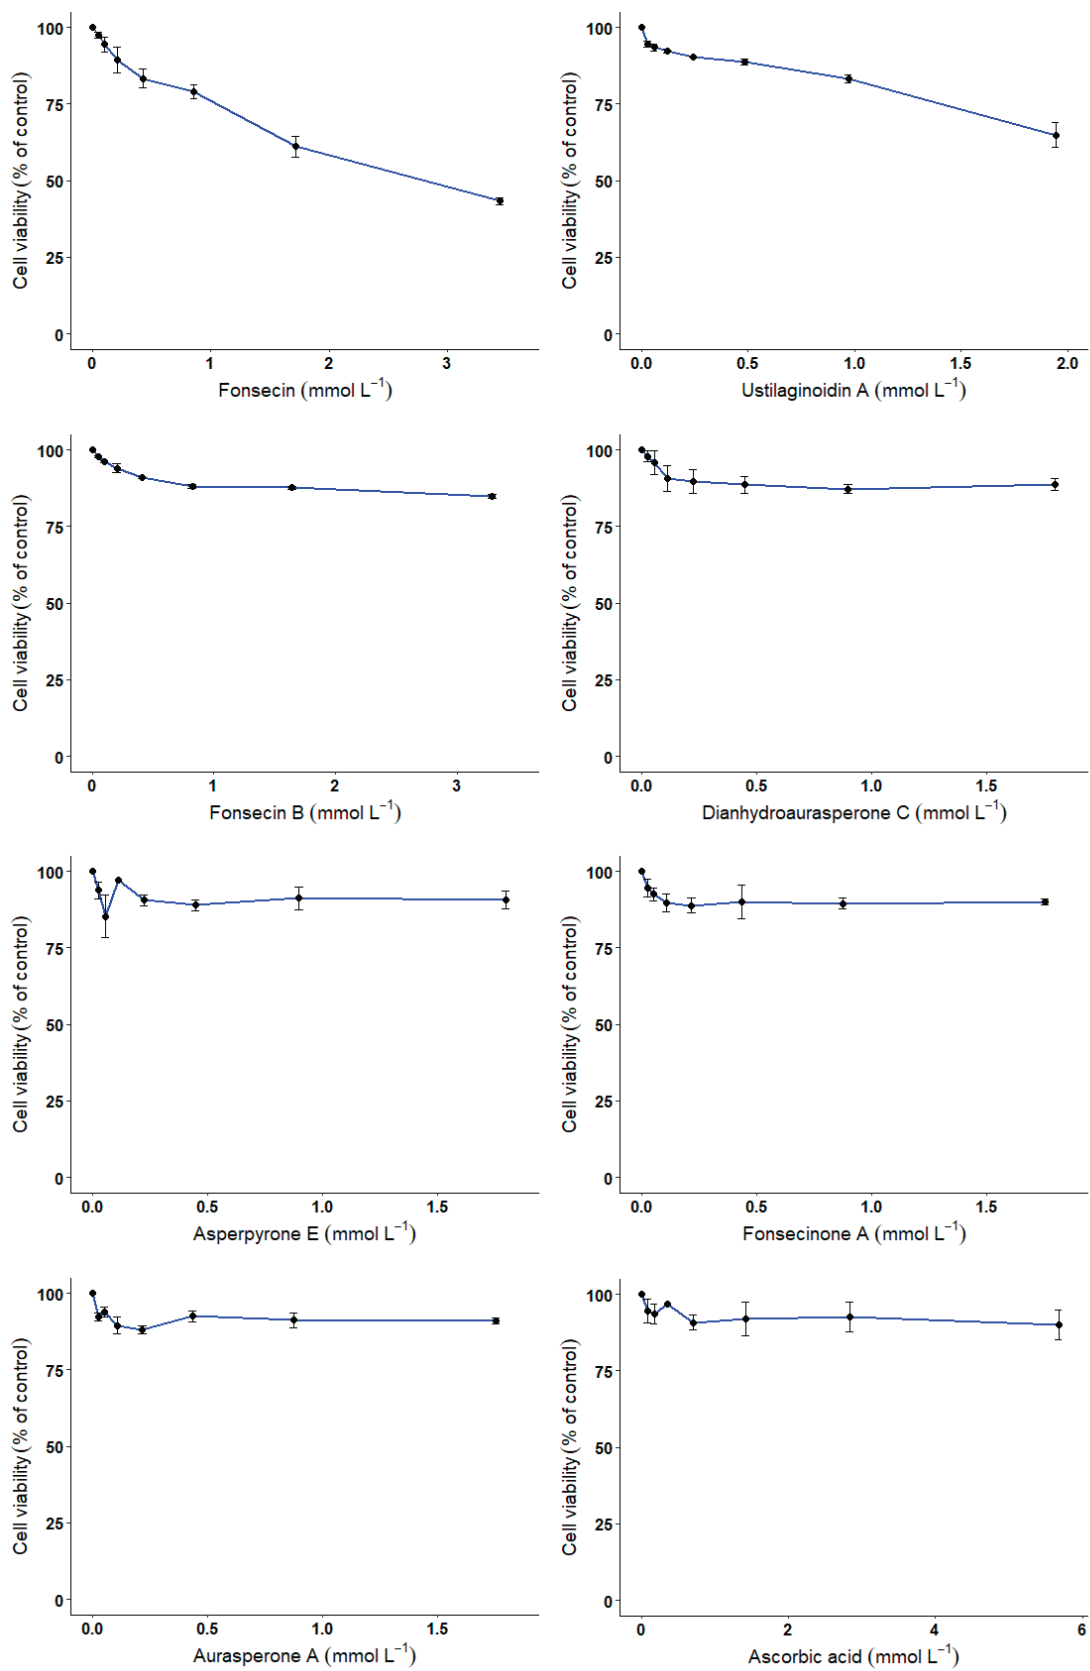 Cell viability (% of control)
100
75
50
25
0
0 1 2 3
Fonsecin (mmol L⁻¹)
Cell viability (% of control)
100
75
50
25
0
0.0 0.5 1.0 1.5 2.0
Ustilaginoidin A (mmol L⁻¹)
Cell viability (% of control)
100
75
50
25
0
0 1 2 3
Fonsecin B (mmol L⁻¹)
Cell viability (% of control)
100
75
50
25
0
0.0 0.5 1.0 1.5
Dianhydroaurasperone C (mmol L⁻¹)
Cell viability (% of control)
100
75
50
25
0
0.0 0.5 1.0 1.5
Asperpyrone E (mmol L⁻¹)
Cell viability (% of control)
100
75
50
25
0
0.0 0.5 1.0 1.5
Fonsecinone A (mmol L⁻¹)
Cell viability (% of control)
100
75
50
25
0
0.0 0.5 1.0 1.5
Aurasperone A (mmol L⁻¹)
Cell viability (% of control)
100
75
50
25
0
0 2 4 6
Ascorbic acid (mmol L⁻¹)